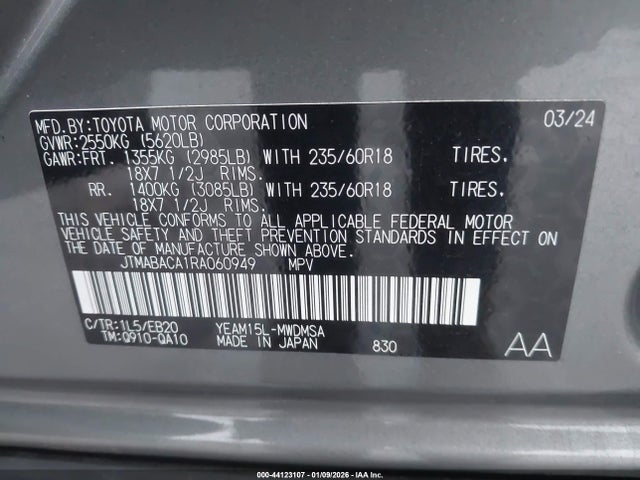 MFD.BY:TOYOTA MOTOR CORPORATION 03/24
GVWR:2550KG (5620LB)
GAWR:FRT. 1355KG (2985LB) WITH 235/60R18 TIRES.
18X7 1/2J RIMS.
RR. 1400KG (3085LB) WITH 235/60R18 TIRES.
18X7 1/2J RIMS.
THIS VEHICLE CONFORMS TO ALL APPLICABLE FEDERAL MOTOR
VEHICLE SAFETY AND THEFT PREVENTION STANDARDS IN EFFECT ON
THE DATE OF MANUFACTURE SHOWN ABOVE.
JTMABACA1RA060949 MPV
C/TR:1L5/EB20 YEAM15L-MWDMSA
TM:Q910-QA10 MADE IN JAPAN 830 AA
000-44123107 - 01/09/2026 - IAA Inc.